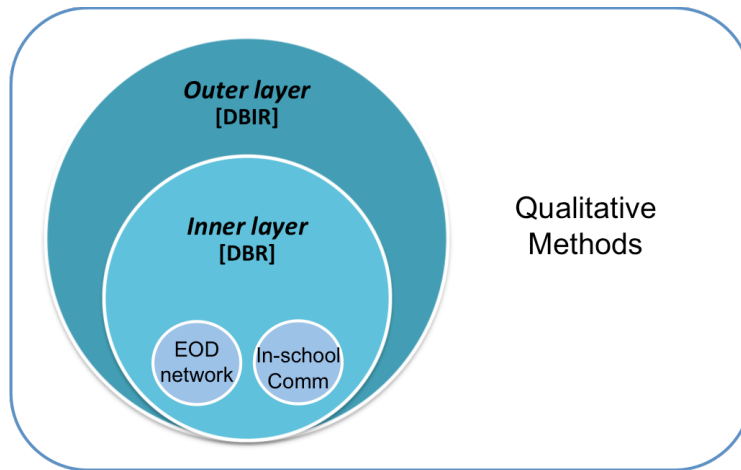 Outer layer
[DBIR]
Inner layer
[DBR]
EOD
network
In-school
Comm
Qualitative
Methods